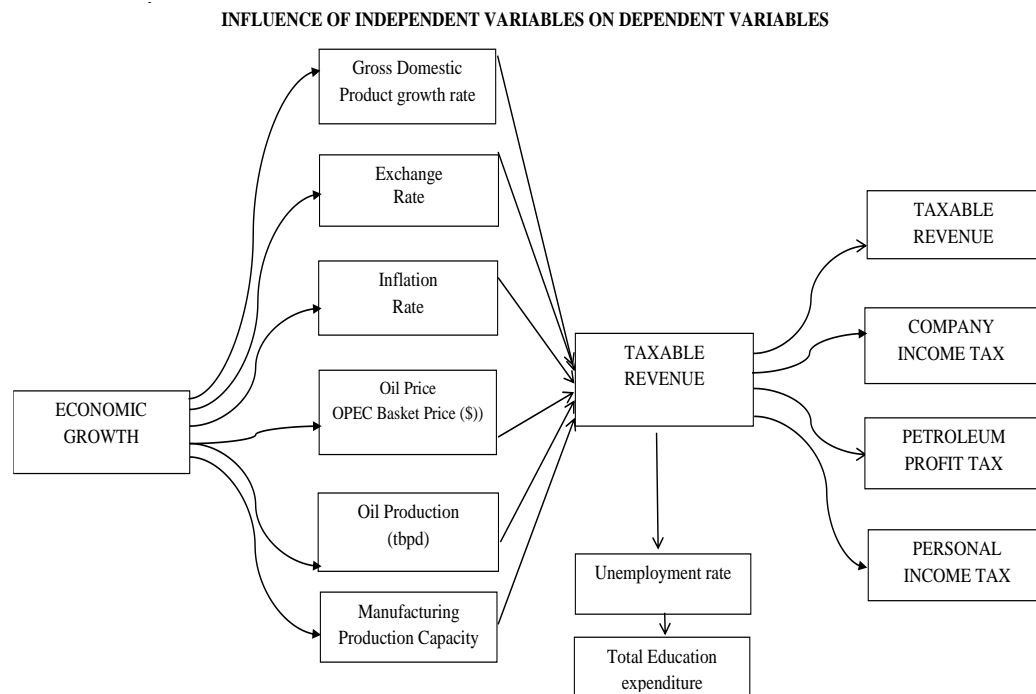 INFLUENCE OF INDEPENDENT VARIABLES ON DEPENDENT VARIABLES
Gross Domestic
Product growth rate
Exchange
Rate
Inflation
Rate
Oil Price
OPEC Basket Price ($))
Oil Production
(tbpd)
Manufacturing
Production Capacity
ECONOMIC
GROWTH
TAXABLE
REVENUE
Unemployment rate
Total Education
expenditure
TAXABLE
REVENUE
COMPANY
INCOME TAX
PETROLEUM
PROFIT TAX
PERSONAL
INCOME TAX